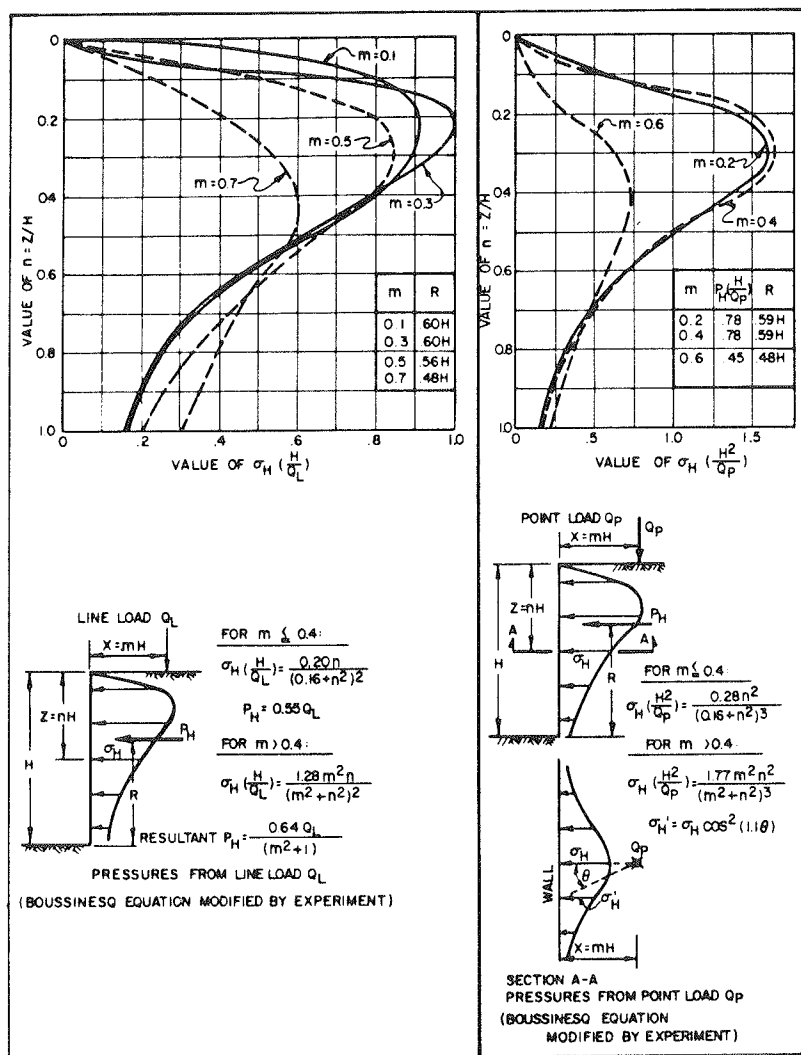 0
.2
0.4
0.6
0.8
1.0
VALUE OF n = Z/H
m=0.1
m=0.5
m=0.7
m=0.3
m R
0.1 .60H
0.3 .60H
0.5 .56H
0.7 .48H
0 .2 .4 .6 .8 1.0
VALUE OF σH (H/QL)
LINE LOAD QL
X=mH
Z=nH
H
σH
PH
R
FOR m ≦ 0.4:
σH(H/QL)= 0.20n/(0.16+n²)²
PH = 0.55QL
FOR m > 0.4:
σH(H/QL)= 1.28m²n/(m²+n²)²
RESULTANT PH= 0.64QL/(m²+1)
PRESSURES FROM LINE LOAD QL
(BOUSSINESQ EQUATION MODIFIED BY EXPERIMENT)
0
.2
0.4
0.6
0.8
1.0
VALUE OF n = Z/H
m=0.6
m=0.2
m=0.4
m PH(H/QP) R
0.2 .78 .59H
0.4 .78 .59H
0.6 .45 .48H
0 .5 1.0 1.5
VALUE OF σH (H²/QP)
POINT LOAD QP
QP
X=mH
Z=nH
H
PH
A A
σH
R
FOR m ≦ 0.4:
σH(H²/QP)= 0.28n²/(0.16+n²)³
FOR m > 0.4:
σH (H²/QP)= 1.77m²n²/(m²+n²)³
σH'=σH COS² (1.1θ)
σH
QP
θ
σH'
WALL
X=mH
SECTION A-A
PRESSURES FROM POINT LOAD QP
(BOUSSINESQ EQUATION
MODIFIED BY EXPERIMENT)